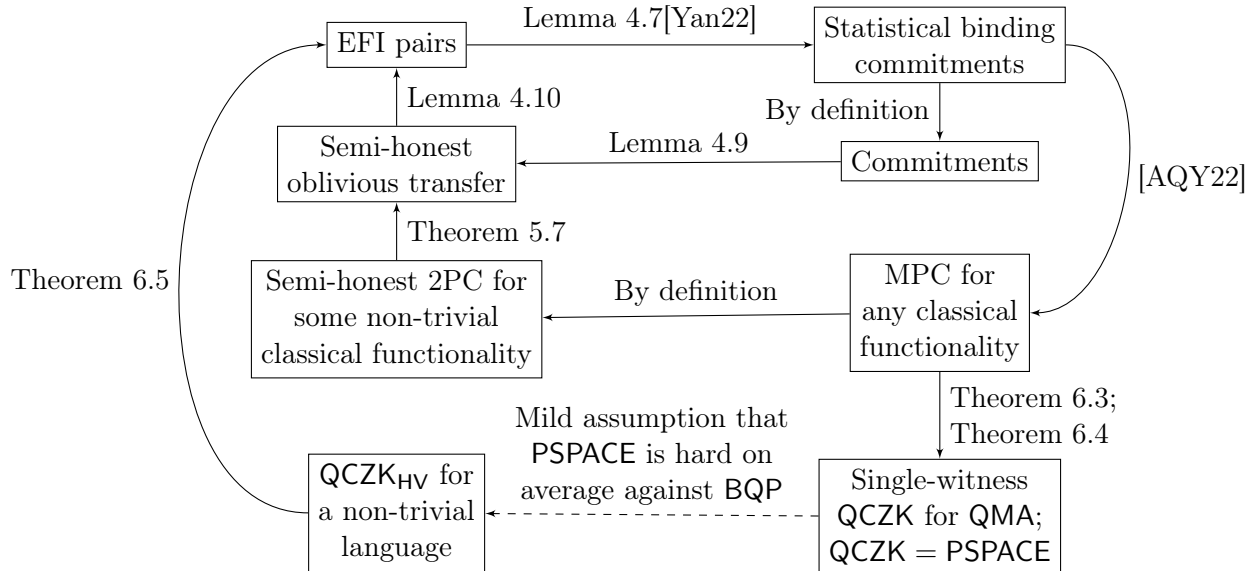 EFI pairs
Lemma 4.7[Yan22]
Statistical binding
commitments
Lemma 4.10
By definition
Semi-honest
oblivious transfer
Lemma 4.9
Commitments
[AQY22]
Theorem 5.7
Theorem 6.5
Semi-honest 2PC for
some non-trivial
classical functionality
By definition
MPC for
any classical
functionality
Theorem 6.3;
Theorem 6.4
Mild assumption that
PSPACE is hard on
average against BQP
QCZK_HV for
a non-trivial
language
Single-witness
QCZK for QMA;
QCZK = PSPACE